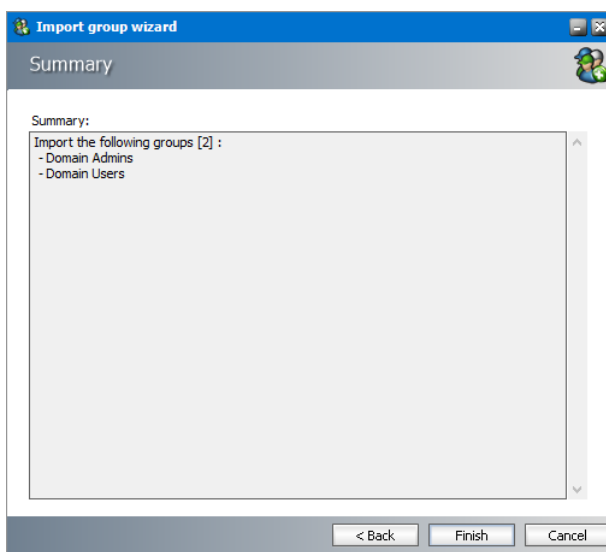 Import group wizard
Summary
Summary:
Import the following groups [2] :
- Domain Admins
- Domain Users
< Back Finish Cancel